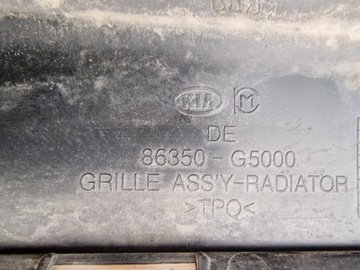 KIA M
DE
86350-G5000
GRILLE ASS'Y-RADIATOR
>TPO<